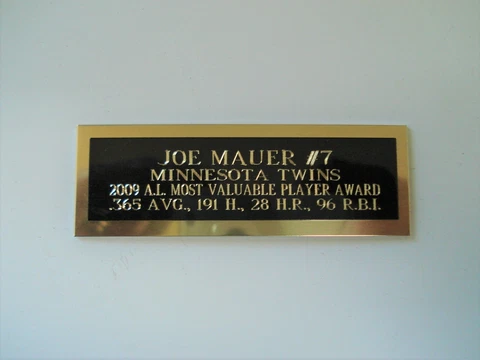 JOE MAUER #7
MINNESOTA TWINS
2009 A.L. MOST VALUABLE PLAYER AWARD
.365 AVG., 191 H., 28 H.R., 96 R.B.I.